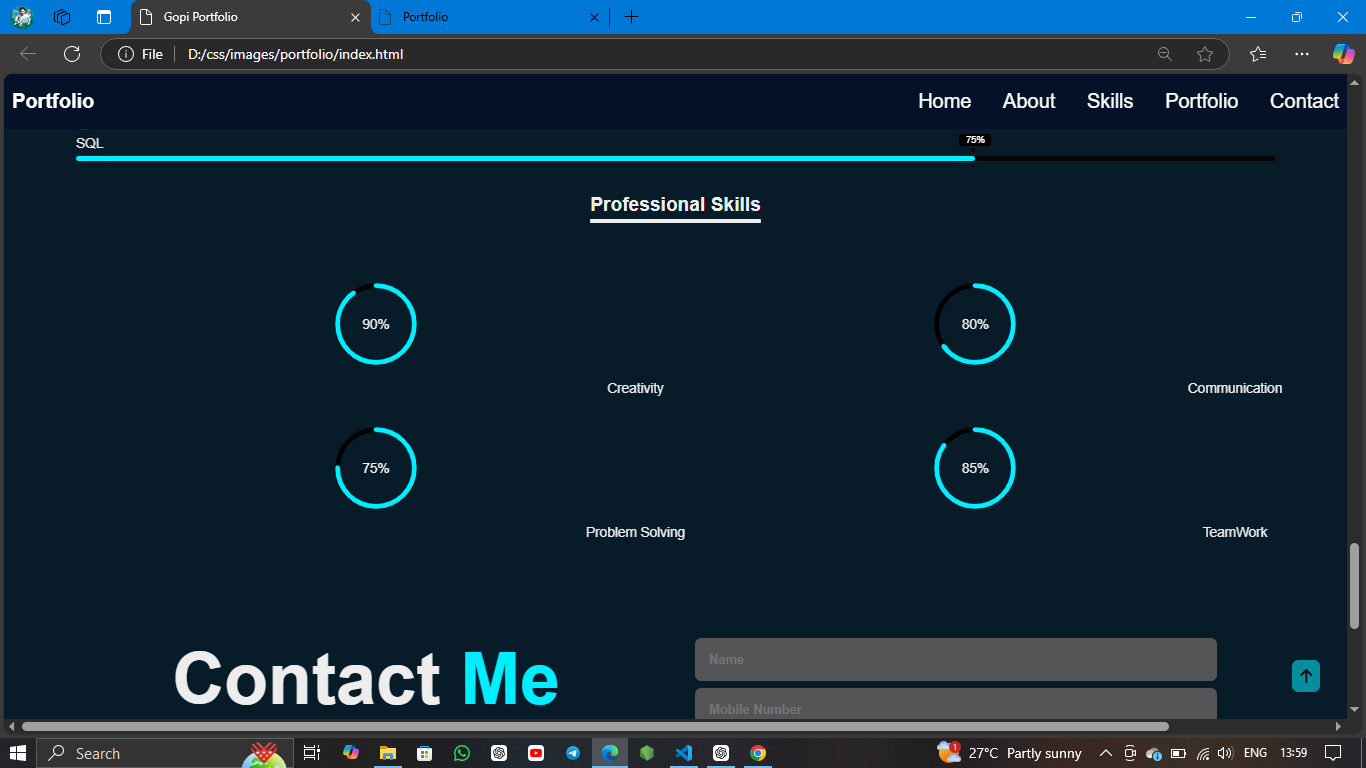 Gopi Portfolio
Portfolio
File
D:/css/images/portfolio/index.html
Portfolio
Home
About
Skills
Portfolio
Contact
SQL
75%
Professional Skills
90%
80%
Creativity
Communication
75%
85%
Problem Solving
TeamWork
Contact Me
Name
Mobile Number
Search
1
27°C Partly sunny
ENG
13:59